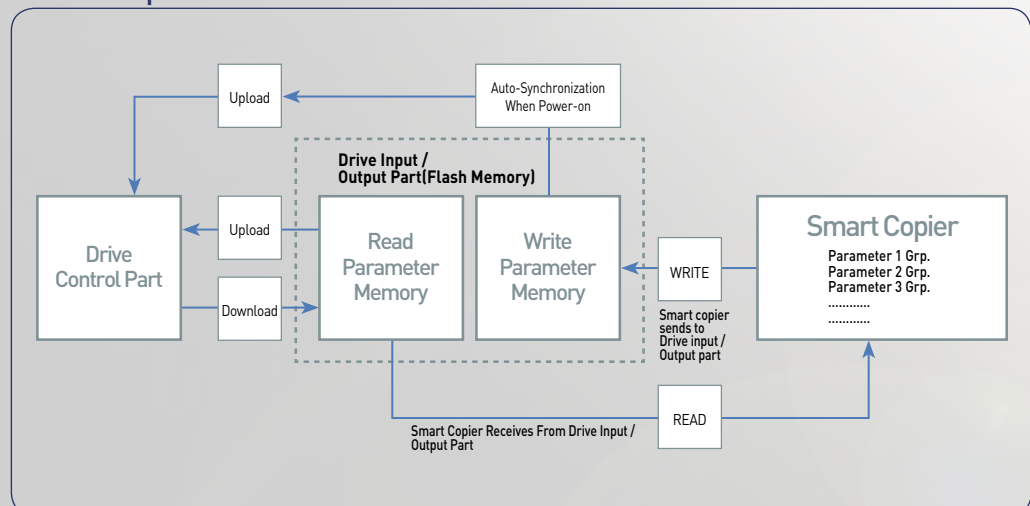 Upload
Auto-Synchronization
When Power-on
Drive Input /
Output Part(Flash Memory)
Drive
Control Part
Upload
Download
Read
Parameter
Memory
Write
Parameter
Memory
WRITE
Smart copier
sends to
Drive input /
Output part
Smart Copier
Parameter 1 Grp.
Parameter 2 Grp.
Parameter 3 Grp.
............
............
READ
Smart Copier Receives From Drive Input /
Output Part